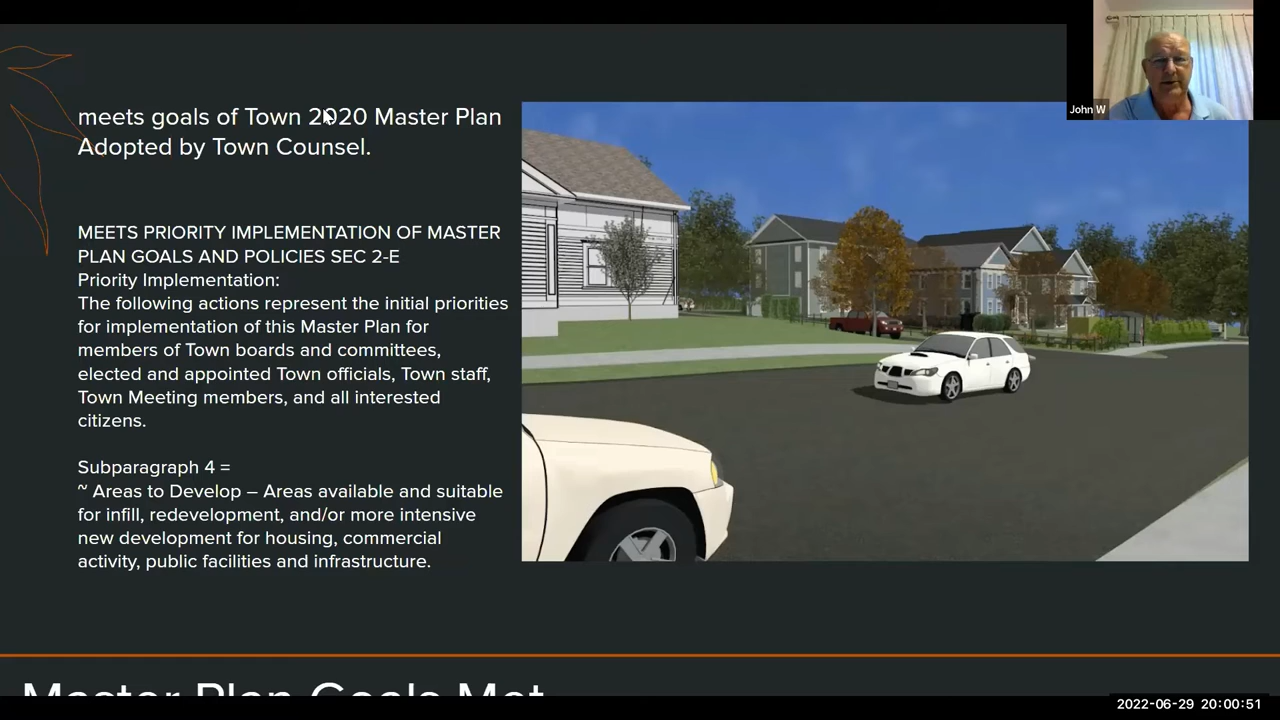 meets goals of Town 2020 Master Plan
Adopted by Town Counsel.
MEETS PRIORITY IMPLEMENTATION OF MASTER
PLAN GOALS AND POLICIES SEC 2-E
Priority Implementation:
The following actions represent the initial priorities
for implementation of this Master Plan for
members of Town boards and committees,
elected and appointed Town officials, Town staff,
Town Meeting members, and all interested
citizens.
Subparagraph 4 =
~ Areas to Develop – Areas available and suitable
for infill, redevelopment, and/or more intensive
new development for housing, commercial
activity, public facilities and infrastructure.
John W
Master Plan Goals Met
2022-06-29 20:00:51